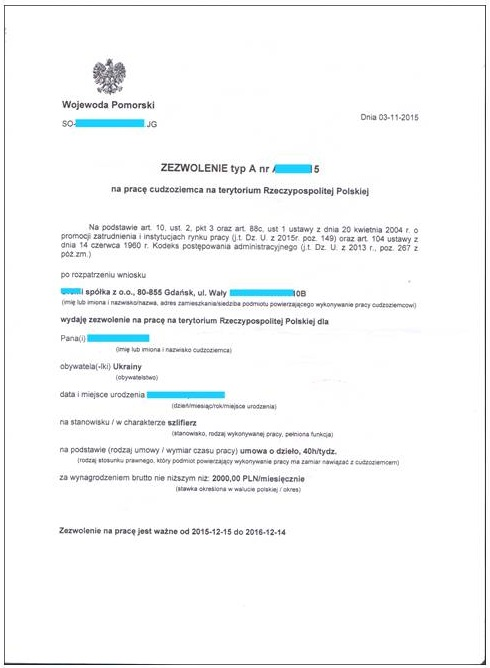 Wojewoda Pomorski
SO- .JG
Dnia 03-11-2015
ZEZWOLENIE typ A nr 5
na pracę cudzoziemca na terytorium Rzeczypospolitej Polskiej
Na podstawie art. 10, ust. 2, pkt 3 oraz art. 88c, ust 1 ustawy z dnia 20 kwietnia 2004 r. o
promocji zatrudnienia i instytucjach rynku pracy (j.t. Dz. U. z 2015r. poz. 149) oraz art. 104 ustawy z
dnia 14 czerwca 1960 r. Kodeks postępowania administracyjnego (j.t. Dz. U. z 2013 r., poz. 267 z
póź.zm.)
po rozpatrzeniu wniosku
spółka z o.o., 80-855 Gdańsk, ul. Wały 10B
(imię lub imiona i nazwisko/nazwa, adres zamieszkania/siedziba podmiotu powierzającego wykonywanie pracy cudzoziemcowi)
wydaję zezwolenie na pracę na terytorium Rzeczypospolitej Polskiej dla
Pana(i)
(imię lub imiona i nazwisko cudzoziemca)
obywatela(-lki) Ukrainy
(obywatelstwo)
data i miejsce urodzenia
(dzień/miesiąc/rok/miejsce urodzenia)
na stanowisku / w charakterze szlifierz
(stanowisko, rodzaj wykonywanej pracy, pełniona funkcja)
na podstawie (rodzaj umowy / wymiar czasu pracy) umowa o dzieło, 40h/tydz.
(rodzaj stosunku prawnego, który podmiot powierzający wykonywanie pracy ma zamiar nawiązać z cudzoziemcem)
za wynagrodzeniem brutto nie niższym niż: 2000,00 PLN/miesięcznie
(stawka określona w walucie polskiej / okres)
Zezwolenie na pracę jest ważne od 2015-12-15 do 2016-12-14